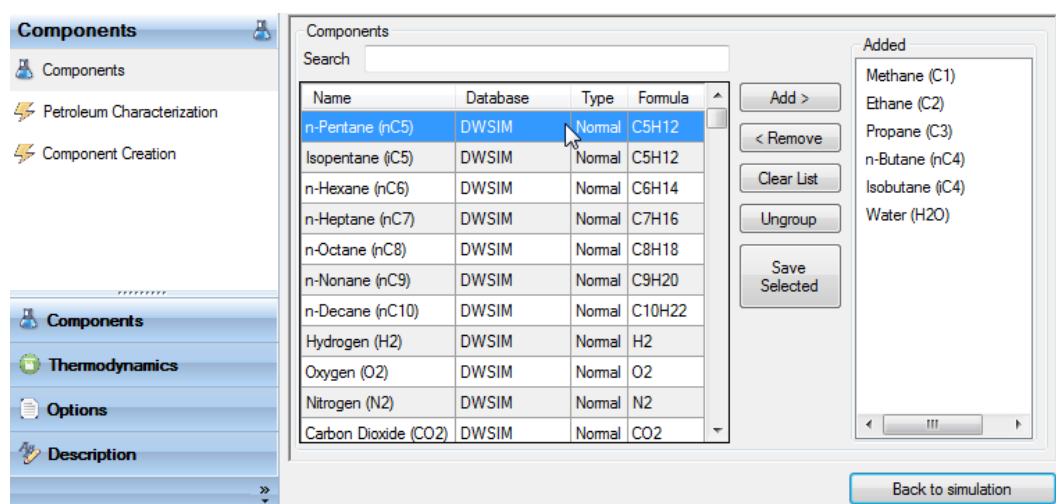 Components
Components
Petroleum Characterization
Component Creation
Components
Thermodynamics
Options
Description
»
Components
Search
Name Database Type Formula
n-Pentane (nC5) DWSIM Normal C5H12
Isopentane (iC5) DWSIM Normal C5H12
n-Hexane (nC6) DWSIM Normal C6H14
n-Heptane (nC7) DWSIM Normal C7H16
n-Octane (nC8) DWSIM Normal C8H18
n-Nonane (nC9) DWSIM Normal C9H20
n-Decane (nC10) DWSIM Normal C10H22
Hydrogen (H2) DWSIM Normal H2
Oxygen (O2) DWSIM Normal O2
Nitrogen (N2) DWSIM Normal N2
Carbon Dioxide (CO2) DWSIM Normal CO2
Add >
< Remove
Clear List
Ungroup
Save
Selected
Added
Methane (C1)
Ethane (C2)
Propane (C3)
n-Butane (nC4)
Isobutane (iC4)
Water (H2O)
Back to simulation